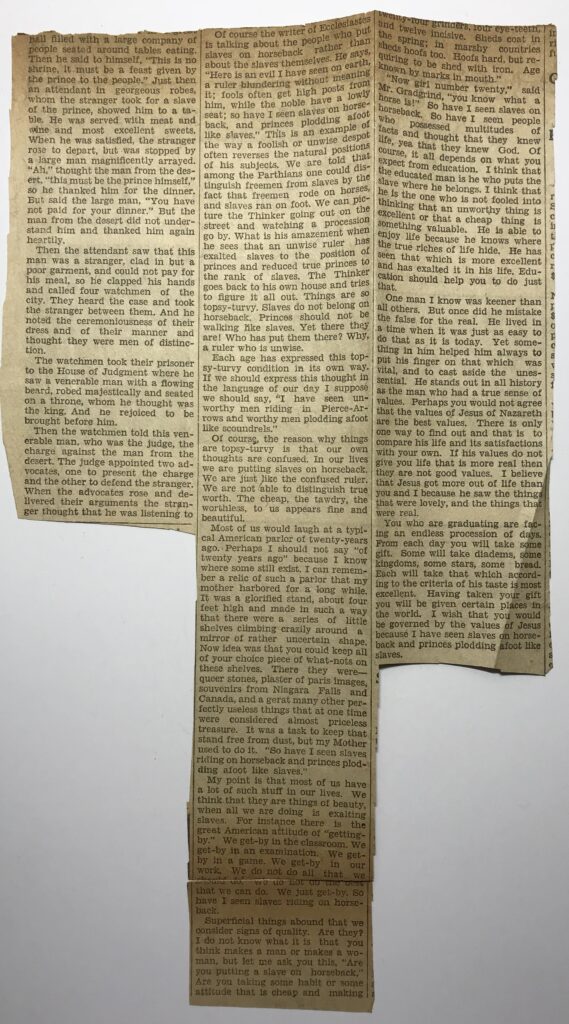 hall filled with a large company of
people seated around tables eating.
Then he said to himself, "This is no
shrine, it must be a feast given by
the prince to the people." Just then
an attendant in georgeous robes,
whom the stranger took for a slave
of the prince, showed him to a ta-
ble. He was served with meat and
wine and most excellent sweets.
When he was satisfied, the stranger
rose to depart, but was stopped by
a large man magnificently arrayed.
"Ah," thought the man from the des-
ert, "this must be the prince himself,"
so he thanked him for the dinner.
But said the large man, "You have
not paid for your dinner." But the
man from the desert did not under-
stand him and thanked him again
heartily.
Then the attendant saw that this
man was a stranger, clad in but a
poor garment, and could not pay for
his meal, so he clapped his hands
and called four watchmen of the
city. They heard the case and took
the stranger between them. And he
noted the ceremoniousness of their
dress and of their manner and
thought they were men of distinc-
tion.
The watchmen took their prisoner
to the House of Judgment where he
saw a venerable man with a flowing
beard, robed majestically and seated
on a throne, whom he thought was
the king. And he rejoiced to be
brought before him.
Then the watchmen told this ven-
erable man, who was the judge, the
charge against the man from the
desert. The judge appointed two ad-
vocates, one to present the charge
and the other to defend the stranger.
When the advocates rose and de-
livered their arguments the stran-
ger thought that he was listening to
Of course the writer of Ecclesiastes
is talking about the people who put
slaves on horseback rather than
about the slaves themselves. He says,
"Here is an evil I have seen on earth,
a ruler blundering without meaning
it; fools often get high posts from
him, while the noble have a lowly
seat; so have I seen slaves on horse-
back, and princes plodding afoot
like slaves." This is an example of
the way a foolish or unwise despot
often reverses the natural positions
of his subjects. We are told that
among the Parthians one could dis-
tinguish freemen from slaves by the
fact that freemen rode on horses,
and slaves ran on foot. We can pic-
ture the Thinker going out on the
street and watching a procession
go by. What is his amazement when
he sees that an unwise ruler has
exalted slaves to the position of
princes and reduced true princes to
the rank of slaves. The Thinker
goes back to his own house and tries
to figure it all out. Things are so
topsy-turvy. Slaves do not belong on
horseback. Princes should not be
walking like slaves. Yet there they
are! Who has put them there? Why,
a ruler who is unwise.
Each age has expressed this top-
sy-turvy condition in its own way.
If we should express this thought in
the language of our day I suppose
we should say, "I have seen un-
worthy men riding in Pierce-Ar-
rows and worthy men plodding afoot
like scoundrels."
Of course, the reason why things
are topsy-turvy is that our own
thoughts are confused. In our lives
we are putting slaves on horseback.
We are just like the confused ruler.
We are not able to distinguish true
worth. The cheap, the tawdry, the
worthless, to us appears fine and
beautiful.
Most of us would laugh at a typi-
cal American parlor of twenty-years
ago. Perhaps I should not say "of
twenty years ago" because I know
where some still exist. I can remem-
ber a relic of such a parlor that my
mother harbored for a long while.
It was a glorified stand, about four
feet high and made in such a way
that there were a series of little
shelves climbing crazily around a
mirror of rather uncertain shape.
Now idea was that you could keep all
of your choice piece of what-nots on
these shelves. There they were—
queer stones, plaster of paris images,
souvenirs from Niagara Falls and
Canada, and a gerat many other per-
fectly useless things that at one time
were considered almost priceless
treasure. It was a task to keep that
stand free from dust, but my Mother
used to do it. "So have I seen slaves
riding on horseback and princes plod-
ding afoot like slaves."
My point is that most of us have
a lot of such stuff in our lives. We
think that they are things of beauty,
when all we are doing is exalting
slaves. For instance there is the
great American attitude of "getting-
by." We get-by in the classroom. We
get-by in an examination. We get-
by in a game. We get-by in our
work. We do not do all that we
should do. We do not do the best
that we can do. We just get-by. So
have I seen slaves riding on horse-
back.
Superficial things abound that we
consider signs of quality. Are they?
I do not know what it is that you
think makes a man or makes a wo-
man, but let me ask you this, "Are
you putting a slave on horseback."
Are you taking some habit or some
attitude that is cheap and making
twenty-four grinders, four eye-teeth,
and twelve incisive. Sheds coat in
the spring; in marshy countries
sheds hoofs too. Hoofs hard, but re-
quiring to be shed with iron. Age
known by marks in mouth."
"Now girl number twenty," said
Mr. Gradgrind, "you know what a
horse is!" So have I seen slaves on
horseback. So have I seen people
who possessed multitudes of
facts and thought that they knew
life, yea that they knew God. Of
course, it all depends on what you
expect from education. I think that
the educated man is he who puts the
slave where he belongs. I think that
he is the one who is not fooled into
thinking that an unworthy thing is
excellent or that a cheap thing is
something valuable. He is able to
enjoy life because he knows where
the true riches of life hide. He has
seen that which is more excellent
and has exalted it in his life. Edu-
cation should help you to do just
that.
One man I know was keener than
all others. But once did he mistake
the false for the real. He lived in
a time when it was just as easy to
do that as it is today. Yet some-
thing in him helped him always to
put his finger on that which was
vital, and to cast aside the unes-
sential. He stands out in all history
as the man who had a true sense of
values. Perhaps you would not agree
that the values of Jesus of Nazareth
are the best values. There is only
one way to find out and that is to
compare his life and its satisfactions
with your own. If his values do not
give you life that is more real then
they are not good values. I believe
that Jesus got more out of life than
you and I because he saw the things
that were lovely, and the things that
were real.
You who are graduating are fac-
ing an endless procession of days.
From each day you will take some
gift. Some will take diadems, some
kingdoms, some stars, some bread.
Each will take that which accord-
ing to the criteria of his taste is most
excellent. Having taken your gift
you will be given certain places in
the world. I wish that you would
be governed by the values of Jesus
because I have seen slaves on horse-
back and princes plodding afoot like
slaves.